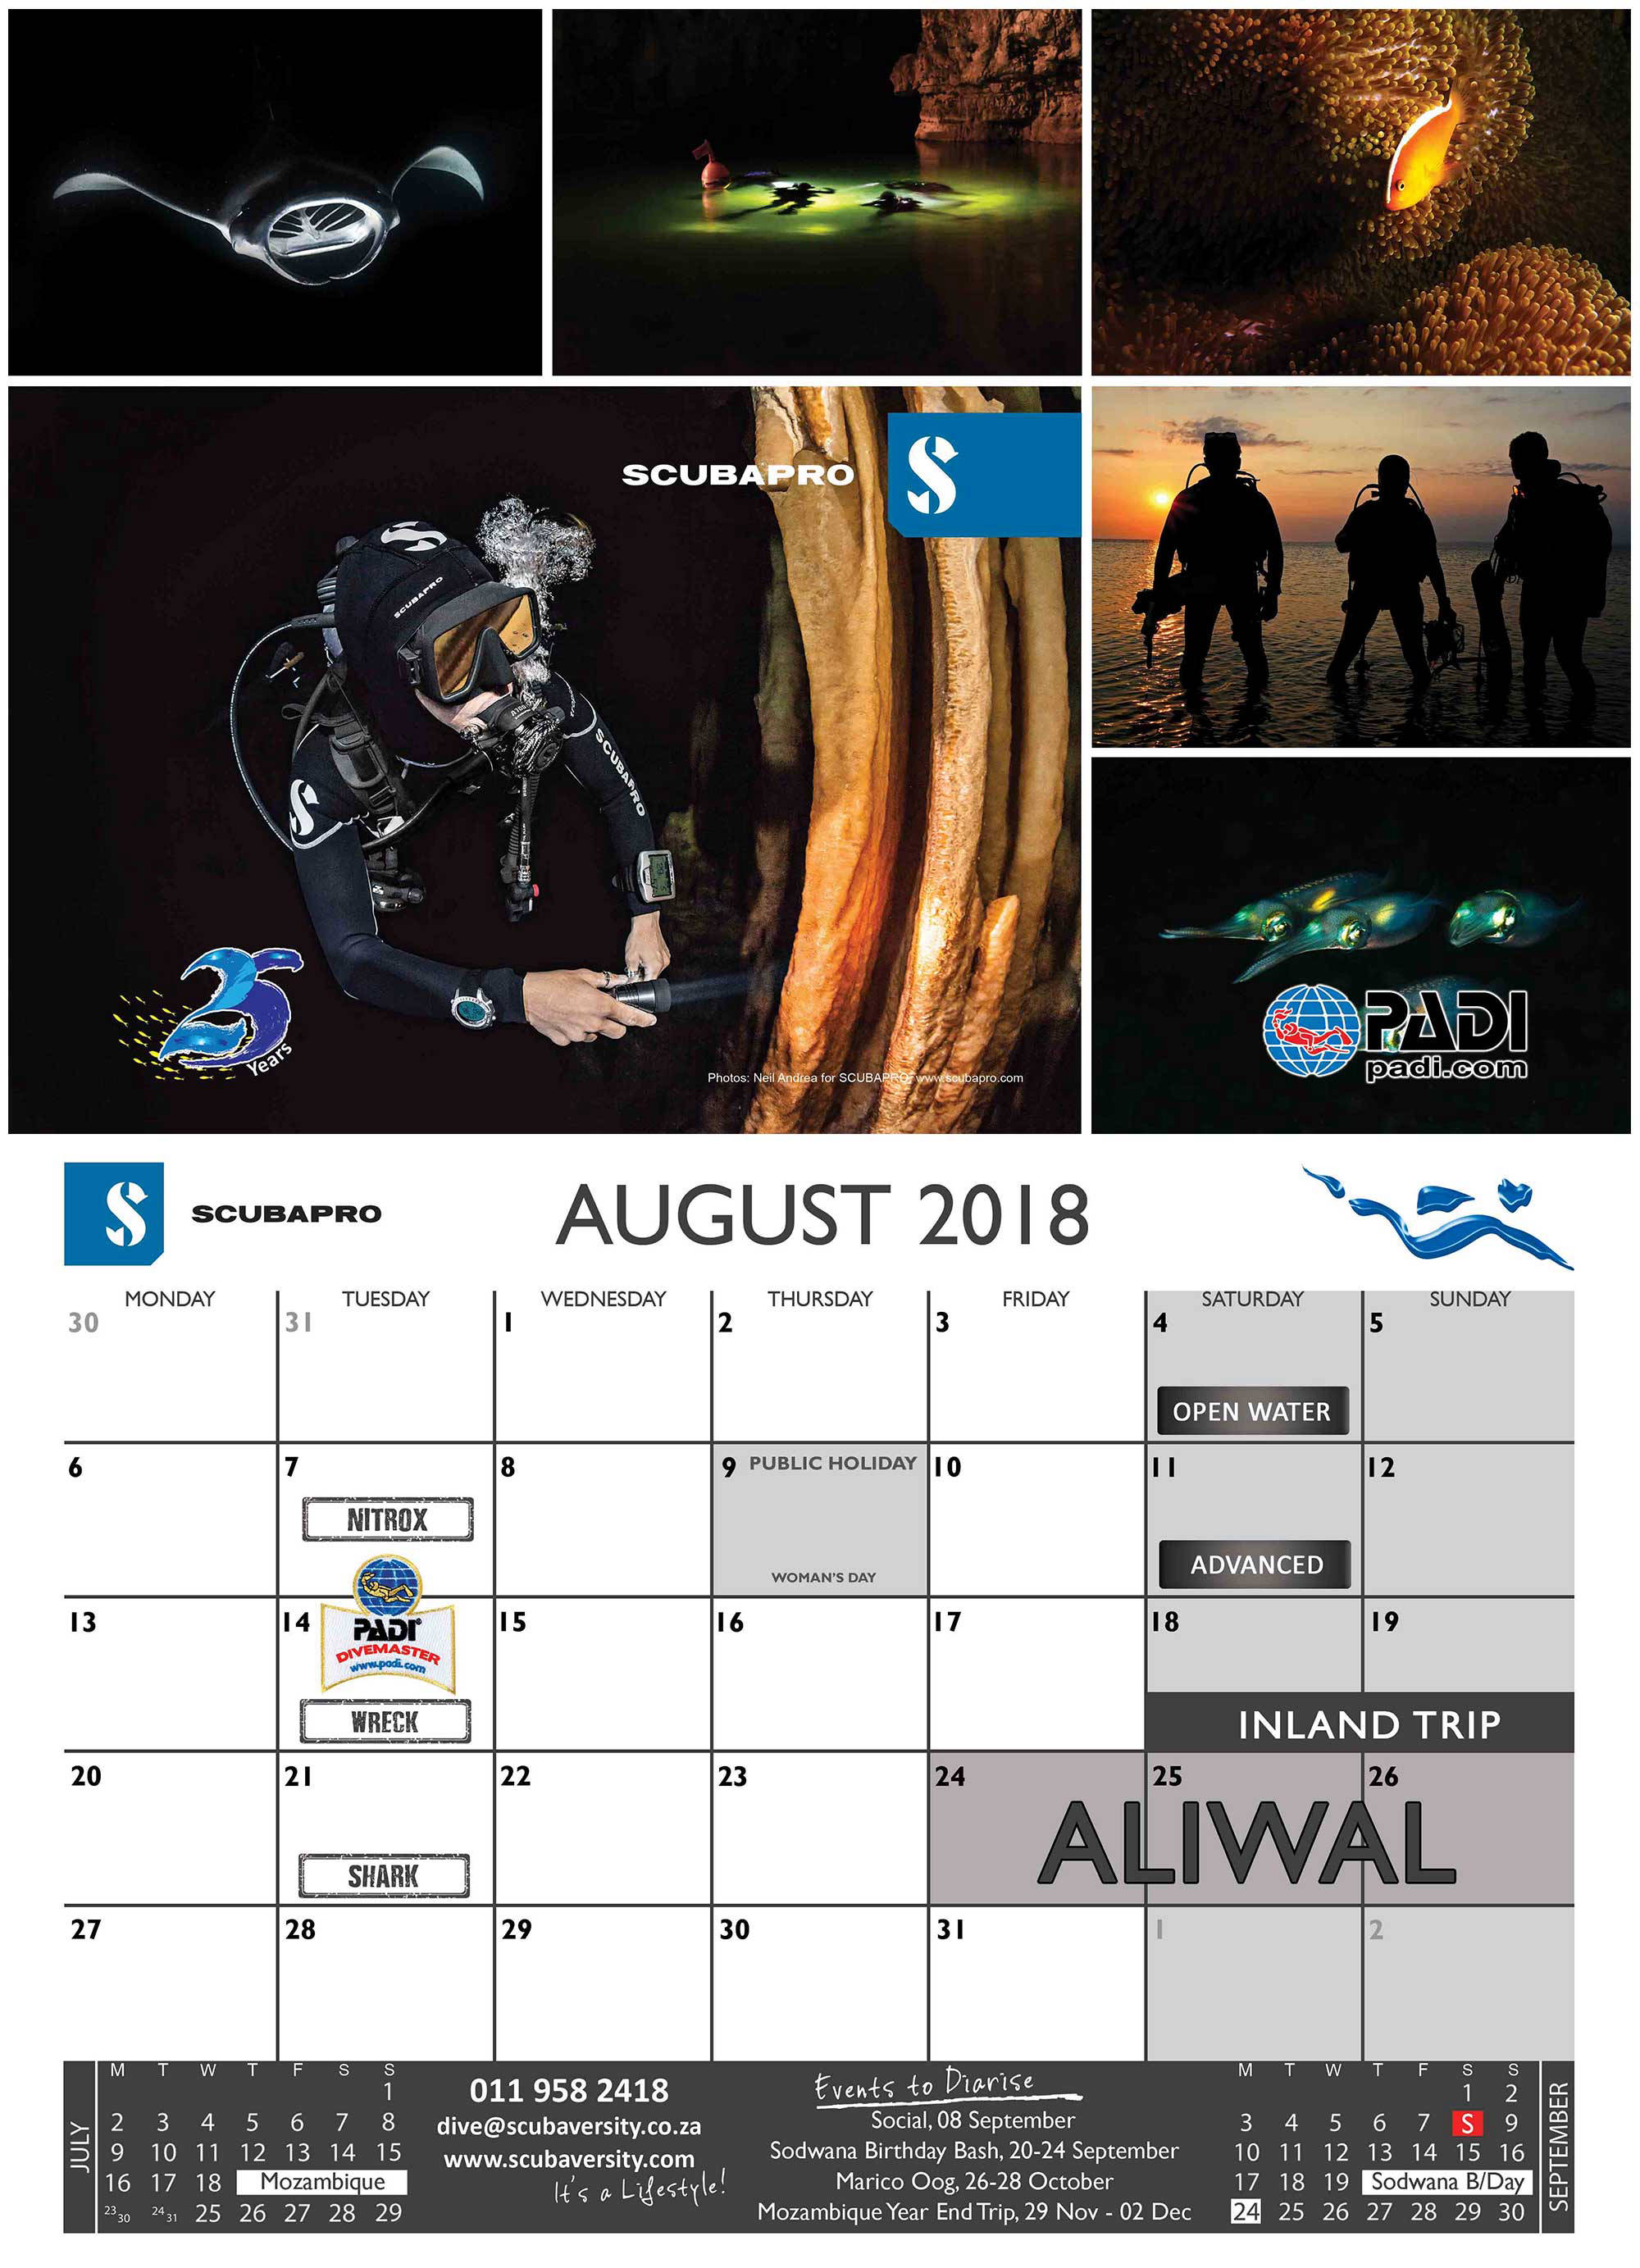 SCUBAPRO
SCUBAPRO
SCUBAPRO
25
Years
Photos: Neil Andrea for SCUBAPRO, www.scubapro.com
PADI
padi.com
SCUBAPRO
AUGUST 2018
MONDAY TUESDAY WEDNESDAY THURSDAY FRIDAY SATURDAY SUNDAY
30 31 1 2 3 4 5
OPEN WATER
6 7 8 9 PUBLIC HOLIDAY 10 11 12
NITROX
WOMAN'S DAY
ADVANCED
13 14 15 16 17 18 19
PADI
DIVEMASTER
www.padi.com
WRECK
INLAND TRIP
20 21 22 23 24 25 26
ALIWAL
SHARK
27 28 29 30 31 1 2
JULY
M T W T F S S
1
2 3 4 5 6 7 8
9 10 11 12 13 14 15
16 17 18 Mozambique
23 30 24 31 25 26 27 28 29
011 958 2418
dive@scubaversity.co.za
www.scubaversity.com
It's a Lifestyle!
Events to Diarise
Social, 08 September
Sodwana Birthday Bash, 20-24 September
Marico Oog, 26-28 October
Mozambique Year End Trip, 29 Nov - 02 Dec
M T W T F S S
1 2
3 4 5 6 7 S 9
10 11 12 13 14 15 16
17 18 19 Sodwana B/Day
24 25 26 27 28 29 30
SEPTEMBER